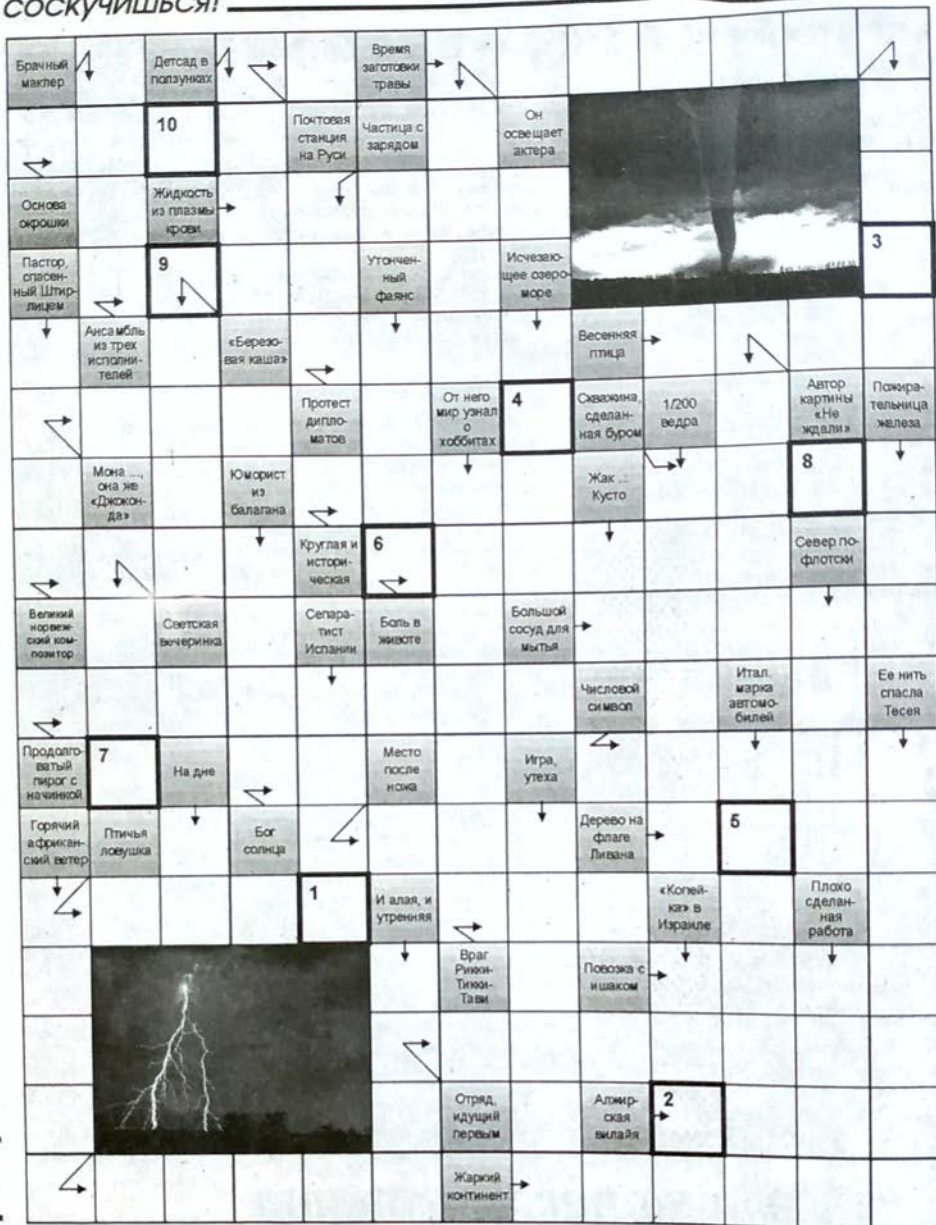 соскучишься!
Брачный
маклер
Детсад в
ползунках
Время
заготовки
травы
10
Почтовая
станция
на Руси
Частица с
зарядом
Он
освещает
актера
Основа
окрошки
Жидкость
из плазмы
крови
3
Пастор,
спасен-
ный Штир-
лицем
9
Утончен-
ный
фаянс
Исчезаю-
щее озеро-
море
Ансамбль
из трех
исполни-
телей
«Березо-
вая каша»
Весенняя
птица
Протест
дипло-
матов
От него
мир узнал
о
хоббитах
4
Скважина,
сделан-
ная буром
1/200
ведра
Автор
картины
«Не
ждали»
Пожира-
тельница
железа
Мона ...,
она же
«Джокон-
да»
Юморист
из
балагана
Жак ...
Кусто
8
Круглая и
истори-
ческая
6
Север по-
флотски
Великий
норвеж-
ский ком-
позитор
Светская
вечеринка
Сепара-
тист
Испании
Боль в
животе
Большой
сосуд для
мытья
Числовой
символ
Итал.
марка
автомо-
билей
Ее нить
спасла
Тесея
Продолго-
ватый
пирог с
начинкой
7
На дне
Место
после
ножа
Игра,
утеха
Горячий
африкан-
ский ветер
Птичья
ловушка
Бог
солнца
Дерево на
флаге
Ливана
5
1
И алая, и
утренняя
«Копей-
ка» в
Израиле
Плохо
сделан-
ная
работа
Враг
Рикки-
Тикки-
Тави
Повозка с
ишаком
Отряд,
идущий
первым
Алжир-
ская
вилайя
2
Жаркий
континент